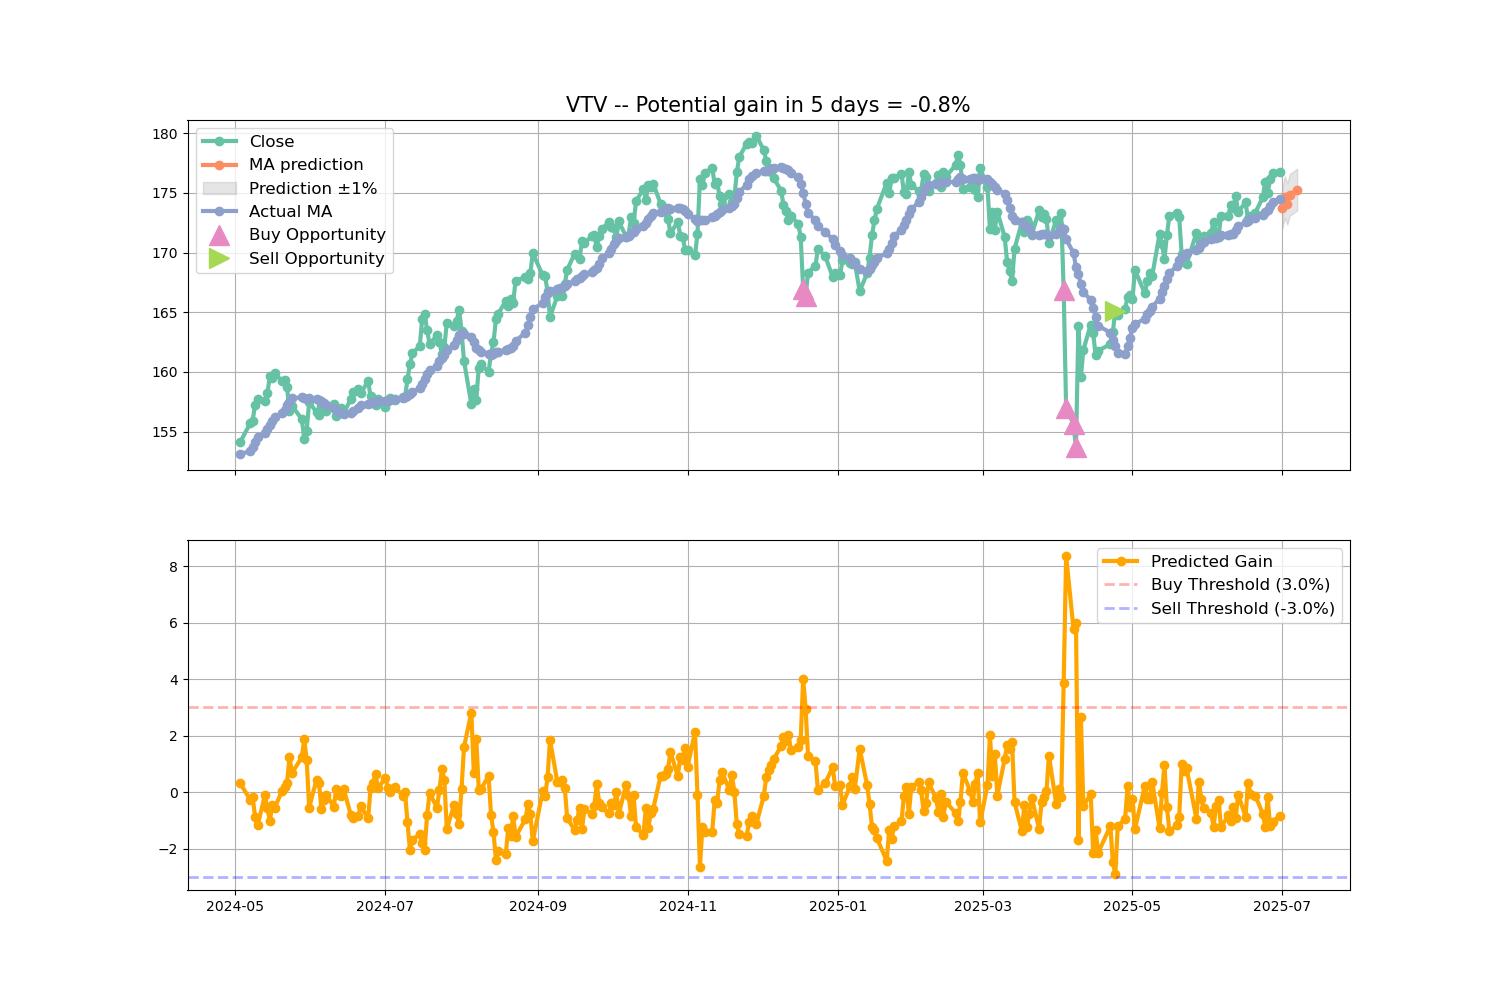 VTV -- Potential gain in 5 days = -0.8%
180
175
170
165
160
155
Close
MA prediction
Prediction ±1%
Actual MA
Buy Opportunity
Sell Opportunity
8
6
4
2
0
−2
Predicted Gain
Buy Threshold (3.0%)
Sell Threshold (-3.0%)
2024-05
2024-07
2024-09
2024-11
2025-01
2025-03
2025-05
2025-07